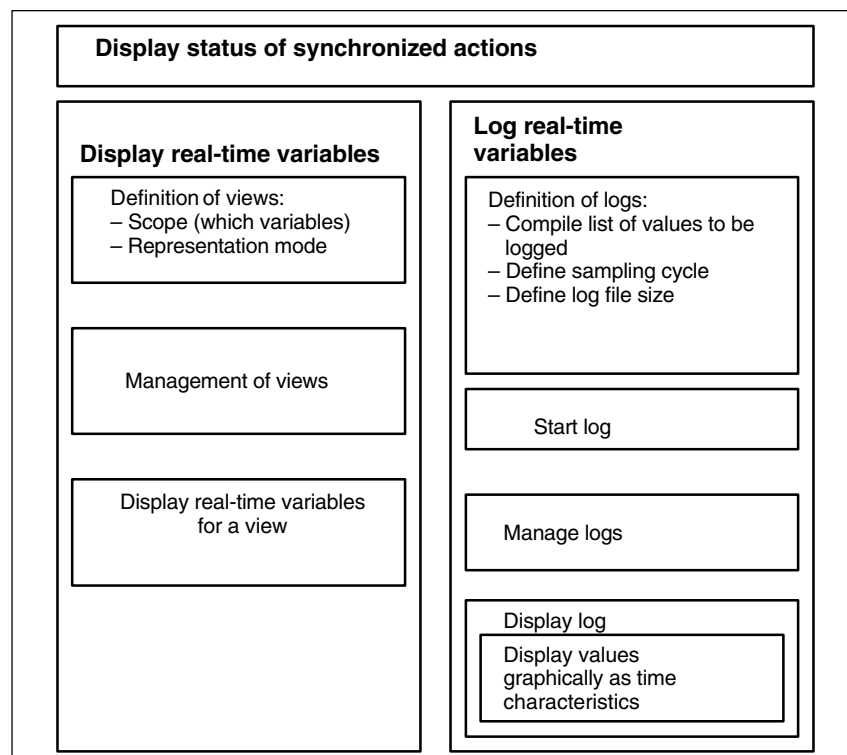 Display status of synchronized actions
Display real-time variables
Definition of views:
– Scope (which variables)
– Representation mode
Management of views
Display real-time variables
for a view
Log real-time
variables
Definition of logs:
– Compile list of values to be
logged
– Define sampling cycle
– Define log file size
Start log
Manage logs
Display log
Display values
graphically as time
characteristics